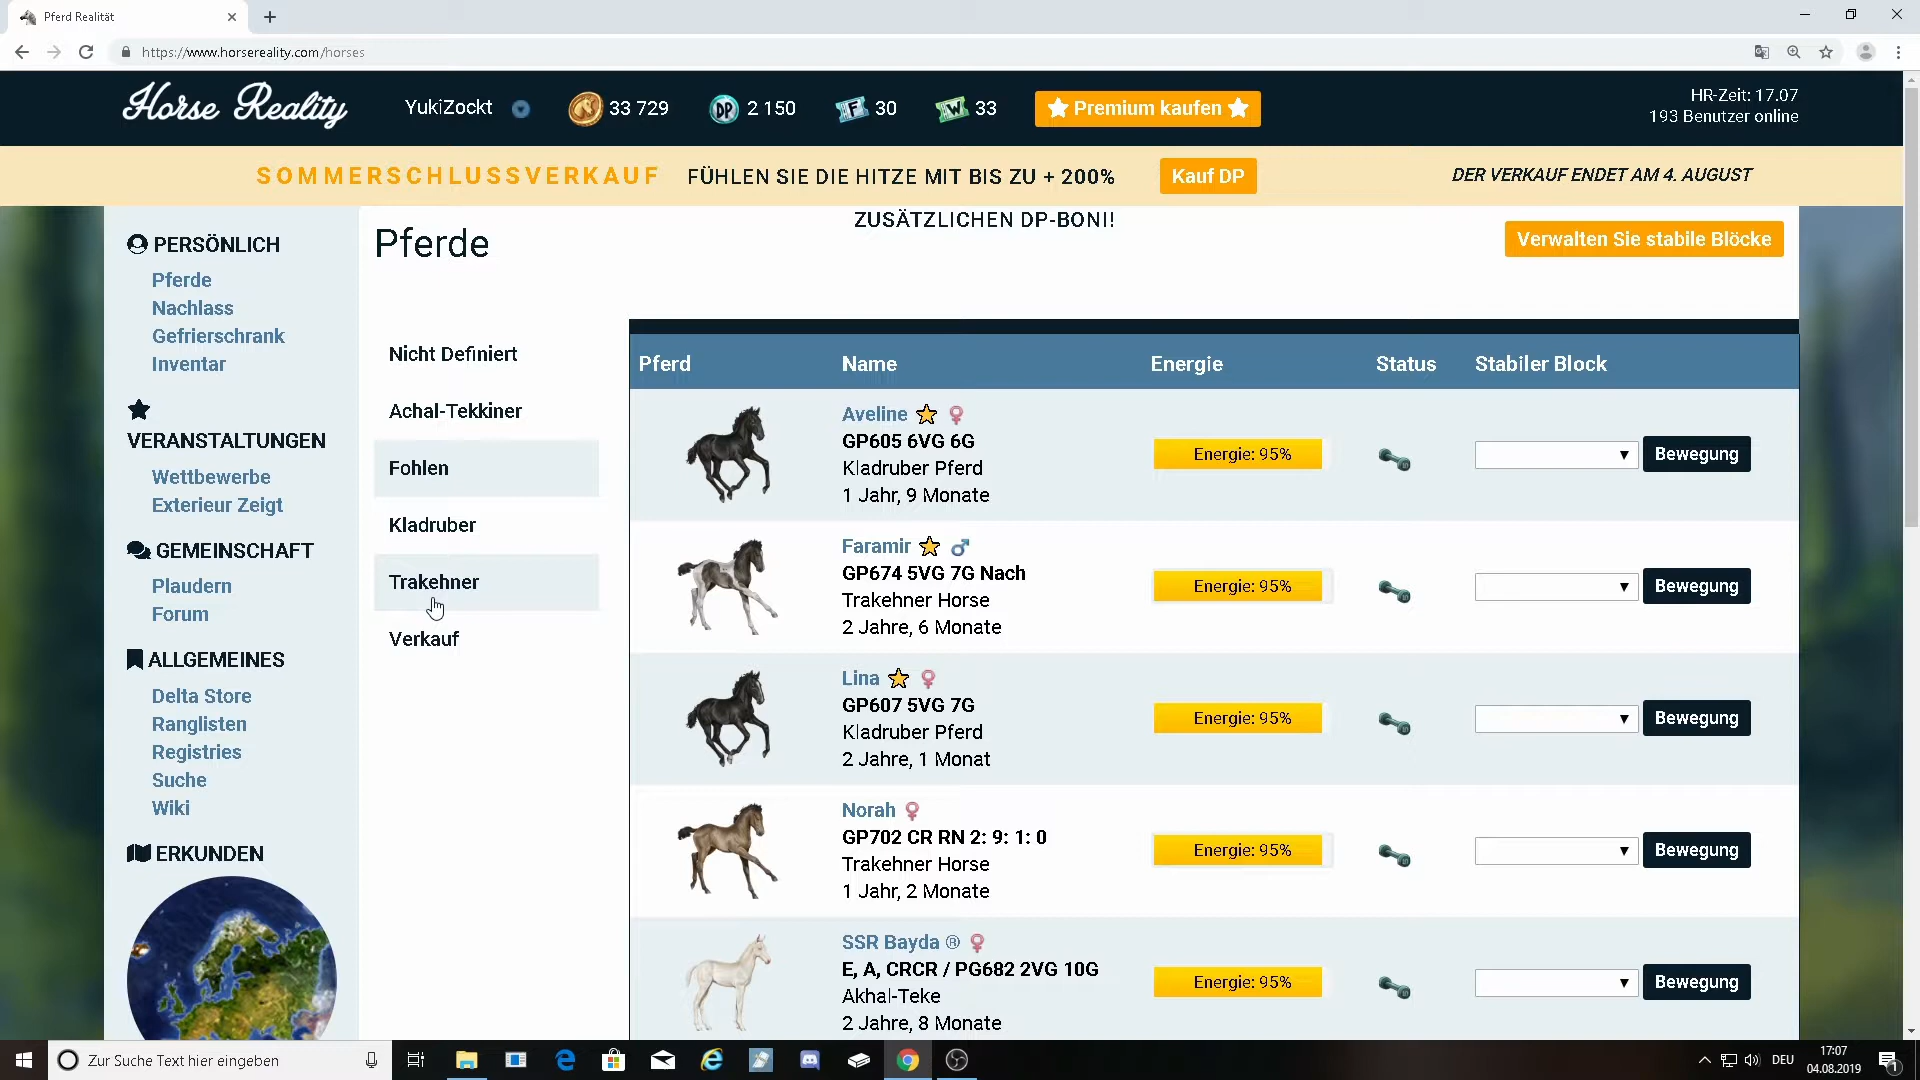 Pferd Realität
https://www.horsereality.com/horses
Horse Reality
YukiZockt
33 729
2 150
30
33
Premium kaufen
HR-Zeit: 17.07
193 Benutzer online
SOMMERSCHLUSSVERKAUF
FÜHLEN SIE DIE HITZE MIT BIS ZU + 200%
ZUSÄTZLICHEN DP-BONI!
Kauf DP
DER VERKAUF ENDET AM 4. AUGUST
PERSÖNLICH
Pferde
Nachlass
Gefrierschrank
Inventar
VERANSTALTUNGEN
Wettbewerbe
Exterieur Zeigt
GEMEINSCHAFT
Plaudern
Forum
ALLGEMEINES
Delta Store
Ranglisten
Registries
Suche
Wiki
ERKUNDEN
Pferde
Verwalten Sie stabile Blöcke
Nicht Definiert
Achal-Tekkiner
Fohlen
Kladruber
Trakehner
Verkauf
Pferd Name Energie Status Stabiler Block
Aveline
GP605 6VG 6G
Kladruber Pferd
1 Jahr, 9 Monate
Energie: 95%
Bewegung
Faramir
GP674 5VG 7G Nach
Trakehner Horse
2 Jahre, 6 Monate
Energie: 95%
Bewegung
Lina
GP607 5VG 7G
Kladruber Pferd
2 Jahre, 1 Monat
Energie: 95%
Bewegung
Norah
GP702 CR RN 2: 9: 1: 0
Trakehner Horse
1 Jahr, 2 Monate
Energie: 95%
Bewegung
SSR Bayda ®
E, A, CRCR / PG682 2VG 10G
Akhal-Teke
2 Jahre, 8 Monate
Energie: 95%
Bewegung
Zur Suche Text hier eingeben
DEU
17:07
04.08.2019